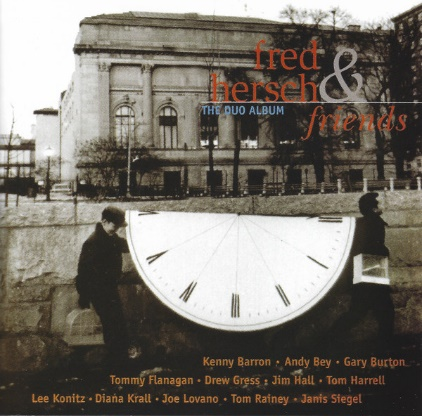 fred &
hersch
THE DUO ALBUM
friends
Kenny Barron • Andy Bey • Gary Burton
Tommy Flanagan • Drew Gress • Jim Hall • Tom Harrell
Lee Konitz • Diana Krall • Joe Lovano • Tom Rainey • Janis Siegel